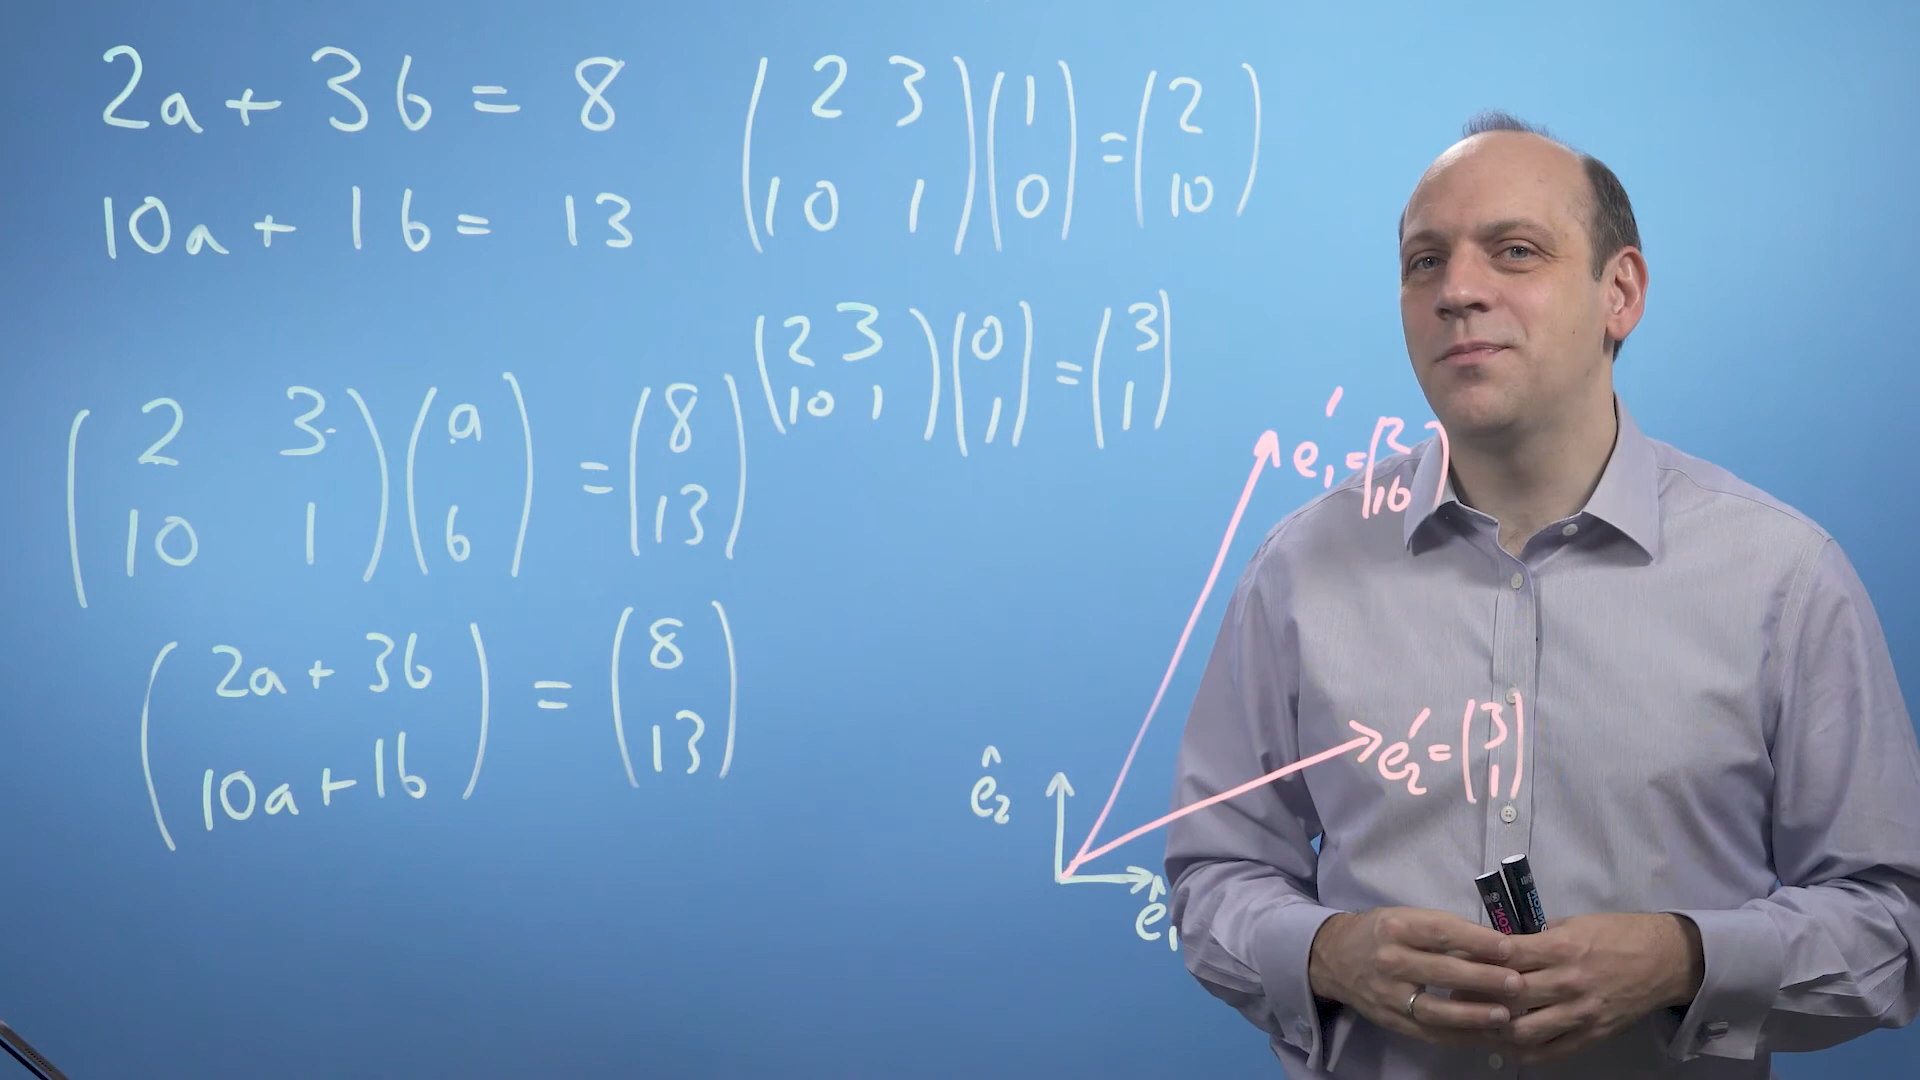 2a + 3b = 8
10a + 1b = 13
( 2 3 ) ( a ) = ( 8 )
( 10 1 ) ( b ) ( 13 )
( 2a + 3b ) = ( 8 )
( 10a + 1b ) ( 13 )
( 2 3 ) ( 1 ) = ( 2 )
( 10 1 ) ( 0 ) ( 10 )
( 2 3 ) ( 0 ) = ( 3 )
( 10 1 ) ( 1 ) ( 1 )
e₁′ = ( 2 )
( 10 )
e₂′ = ( 3 )
( 1 )
ê₂
ê₁